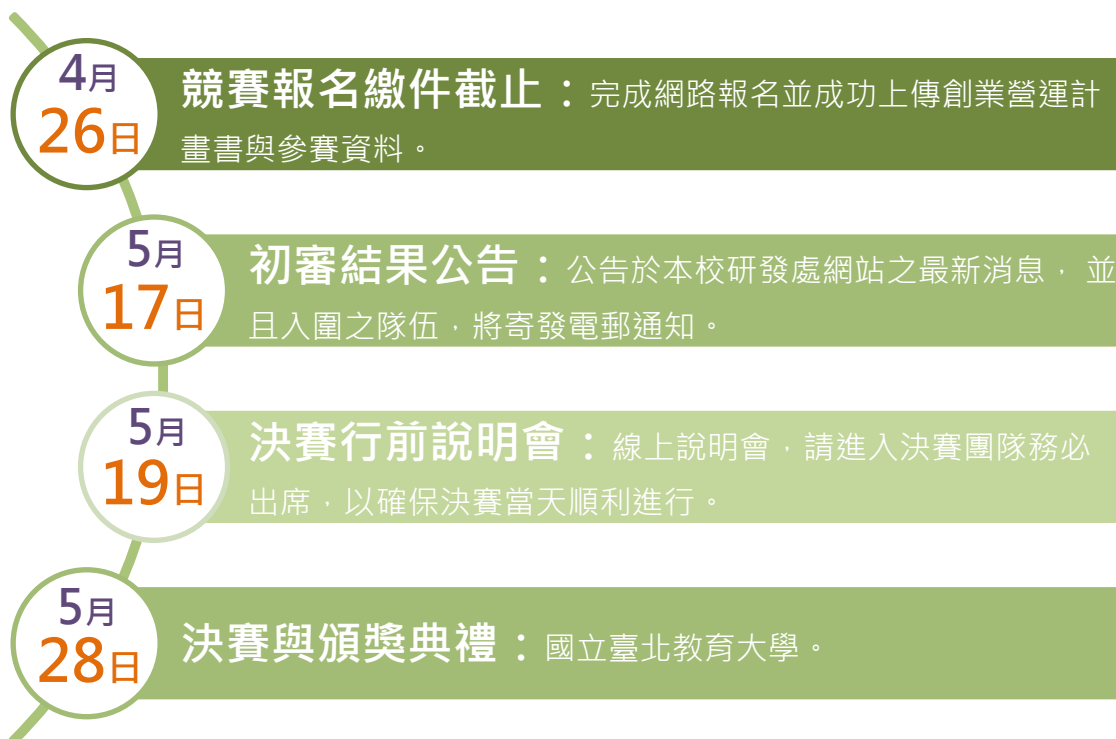 4月
26日
競賽報名繳件截止：完成網路報名並成功上傳創業營運計
畫書與參賽資料。
5月
17日
初審結果公告：公告於本校研發處網站之最新消息，並
且入圍之隊伍，將寄發電郵通知。
5月
19日
決賽行前說明會：線上說明會，請進入決賽團隊務必
出席，以確保決賽當天順利進行。
5月
28日
決賽與頒獎典禮：國立臺北教育大學。